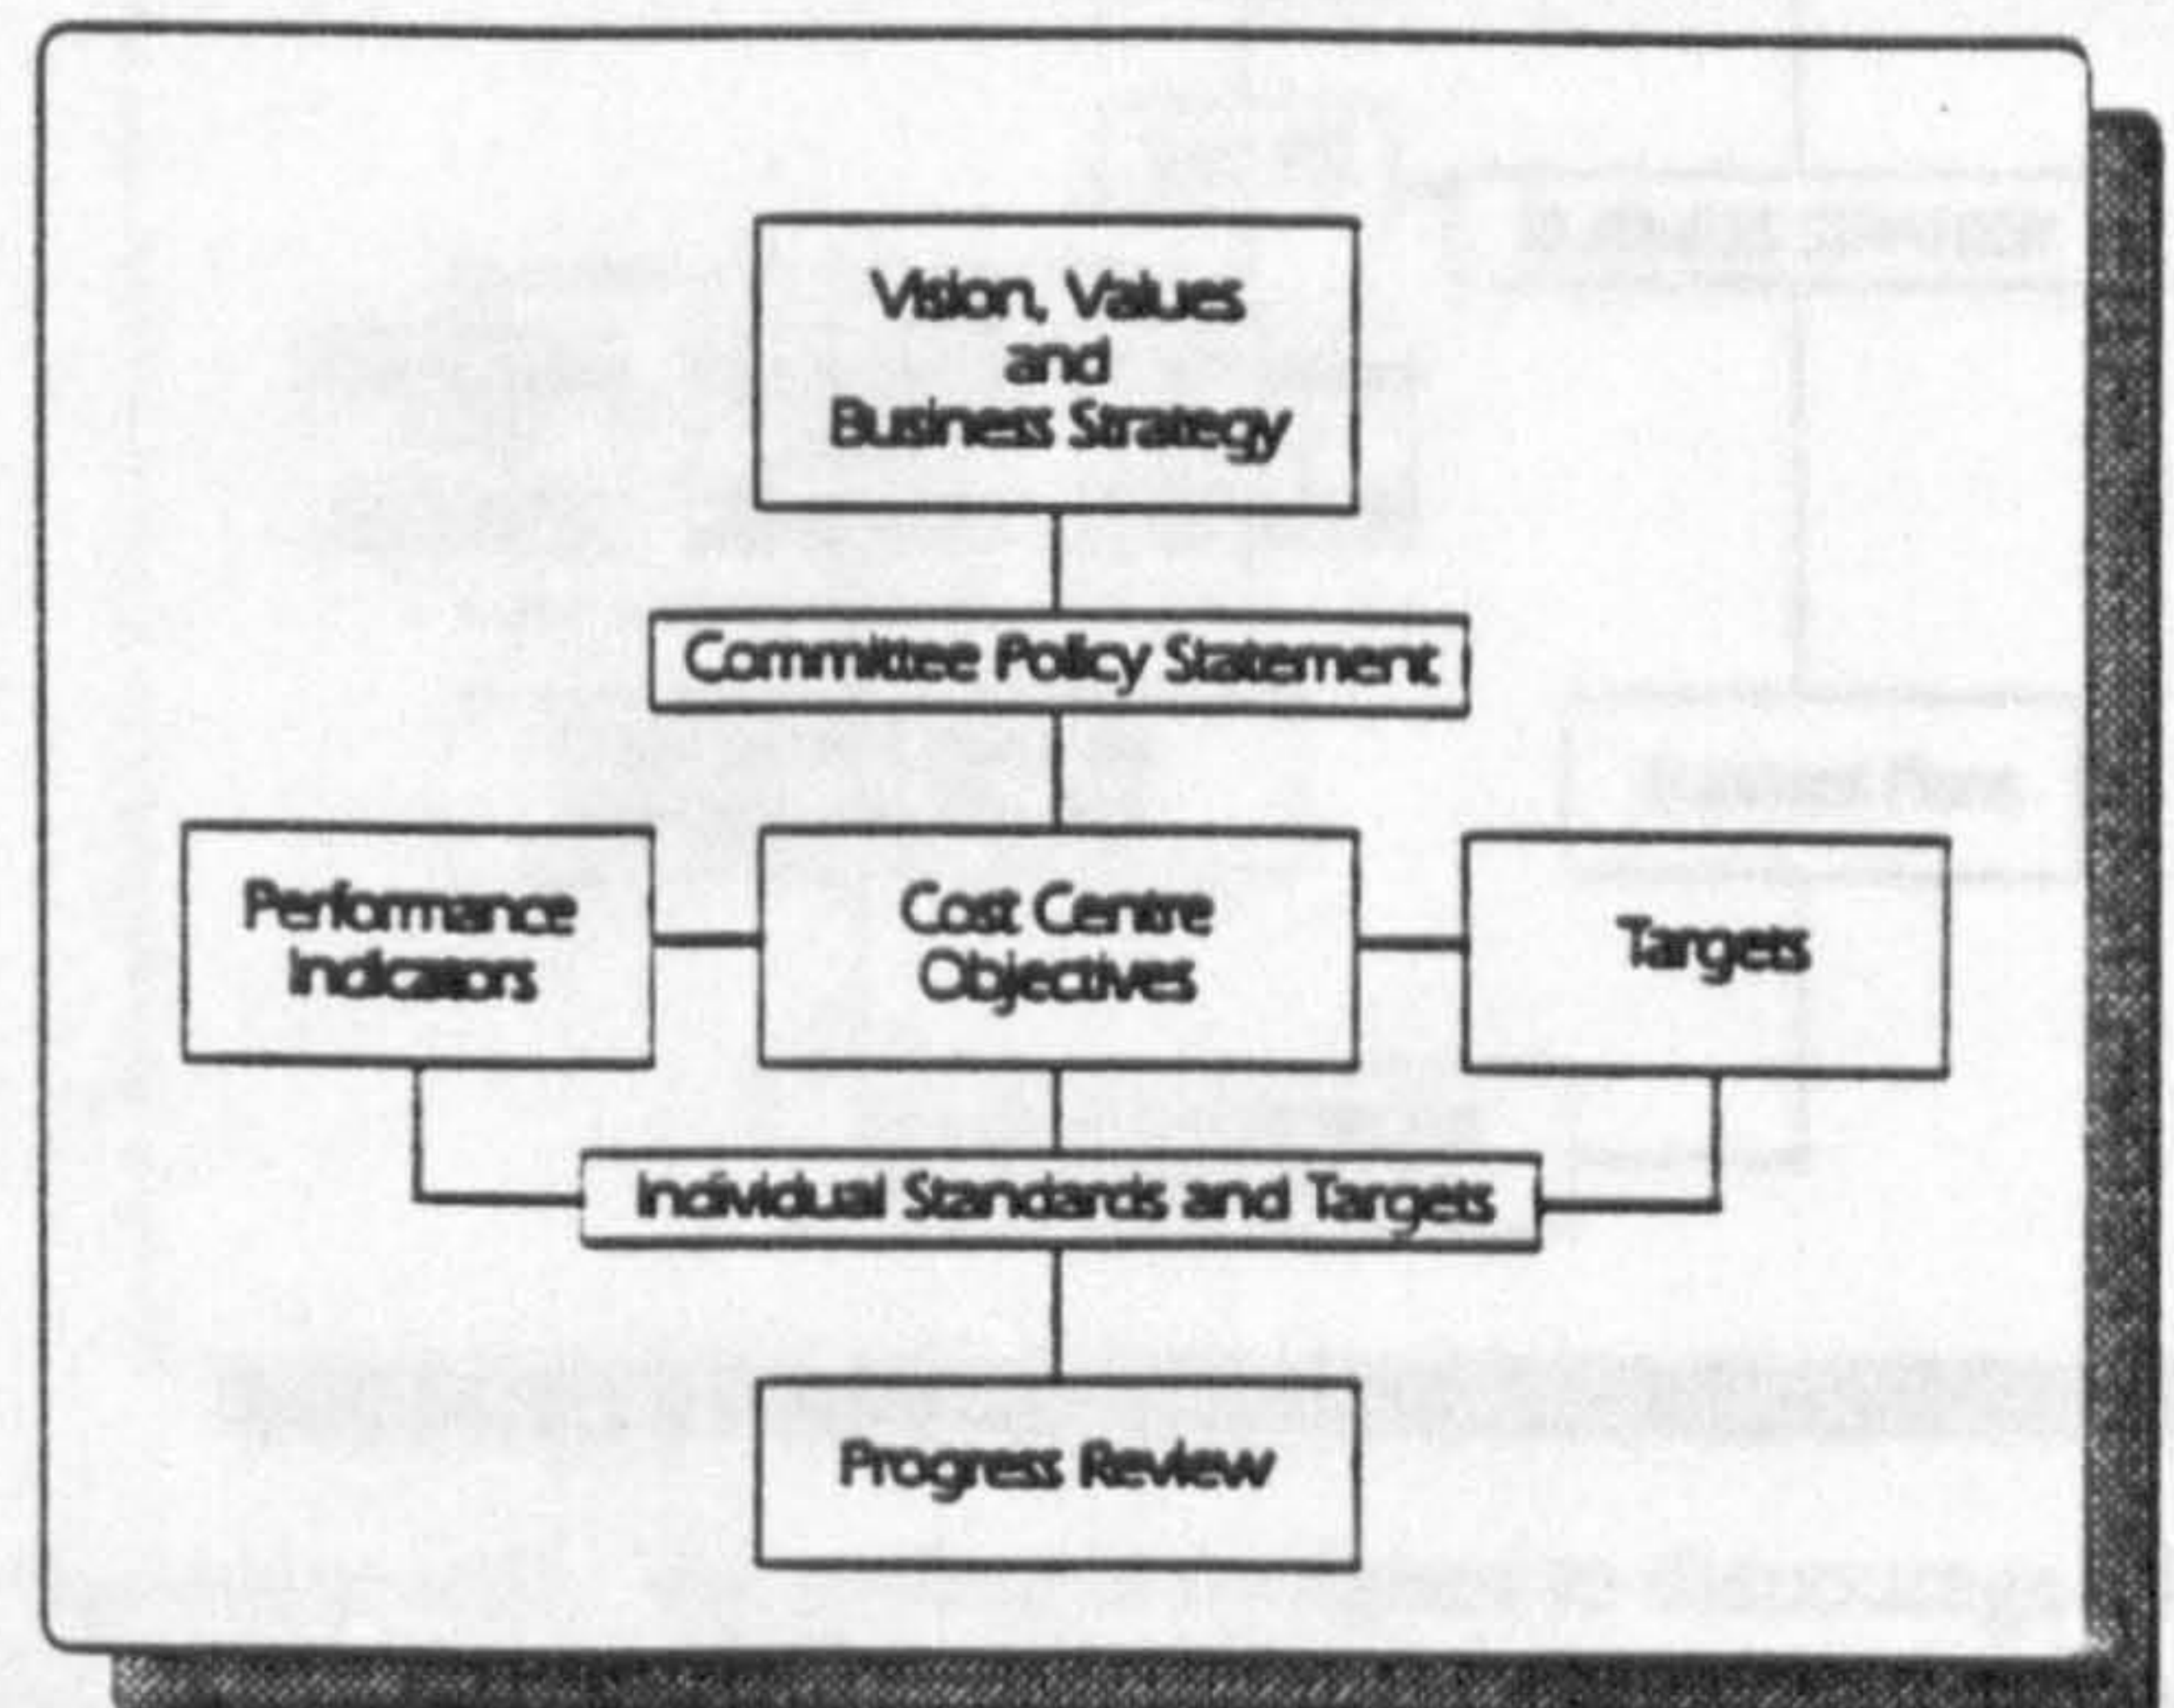 Vision, Values
and
Business Strategy
Committee Policy Statement
Performance
Indicators
Cost Centre
Objectives
Targets
Individual Standards and Targets
Progress Review